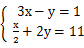 3x − y = 1
x/2 + 2y = 11